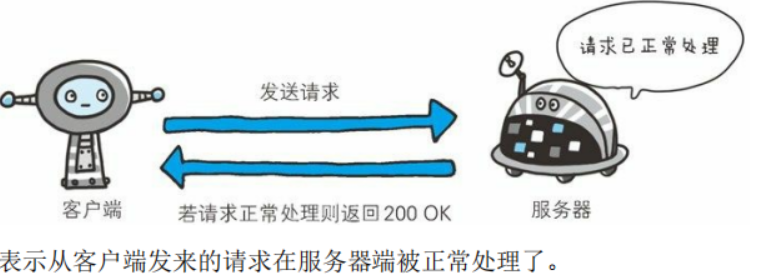 请求已正常处理
发送请求
客户端
若请求正常处理则返回 200 OK
服务器
表示从客户端发来的请求在服务器端被正常处理了。